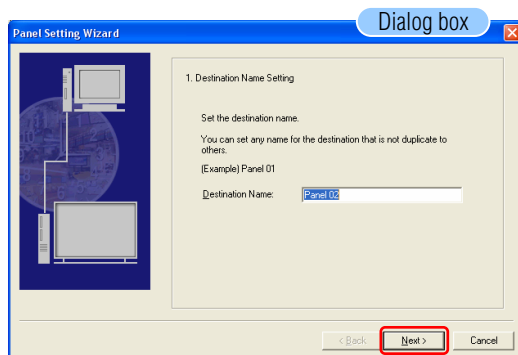 Dialog box
Panel Setting Wizard
1. Destination Name Setting
Set the destination name.
You can set any name for the destination that is not duplicate to
others.
(Example) Panel 01
Destination Name: Panel 02
< Back Next > Cancel